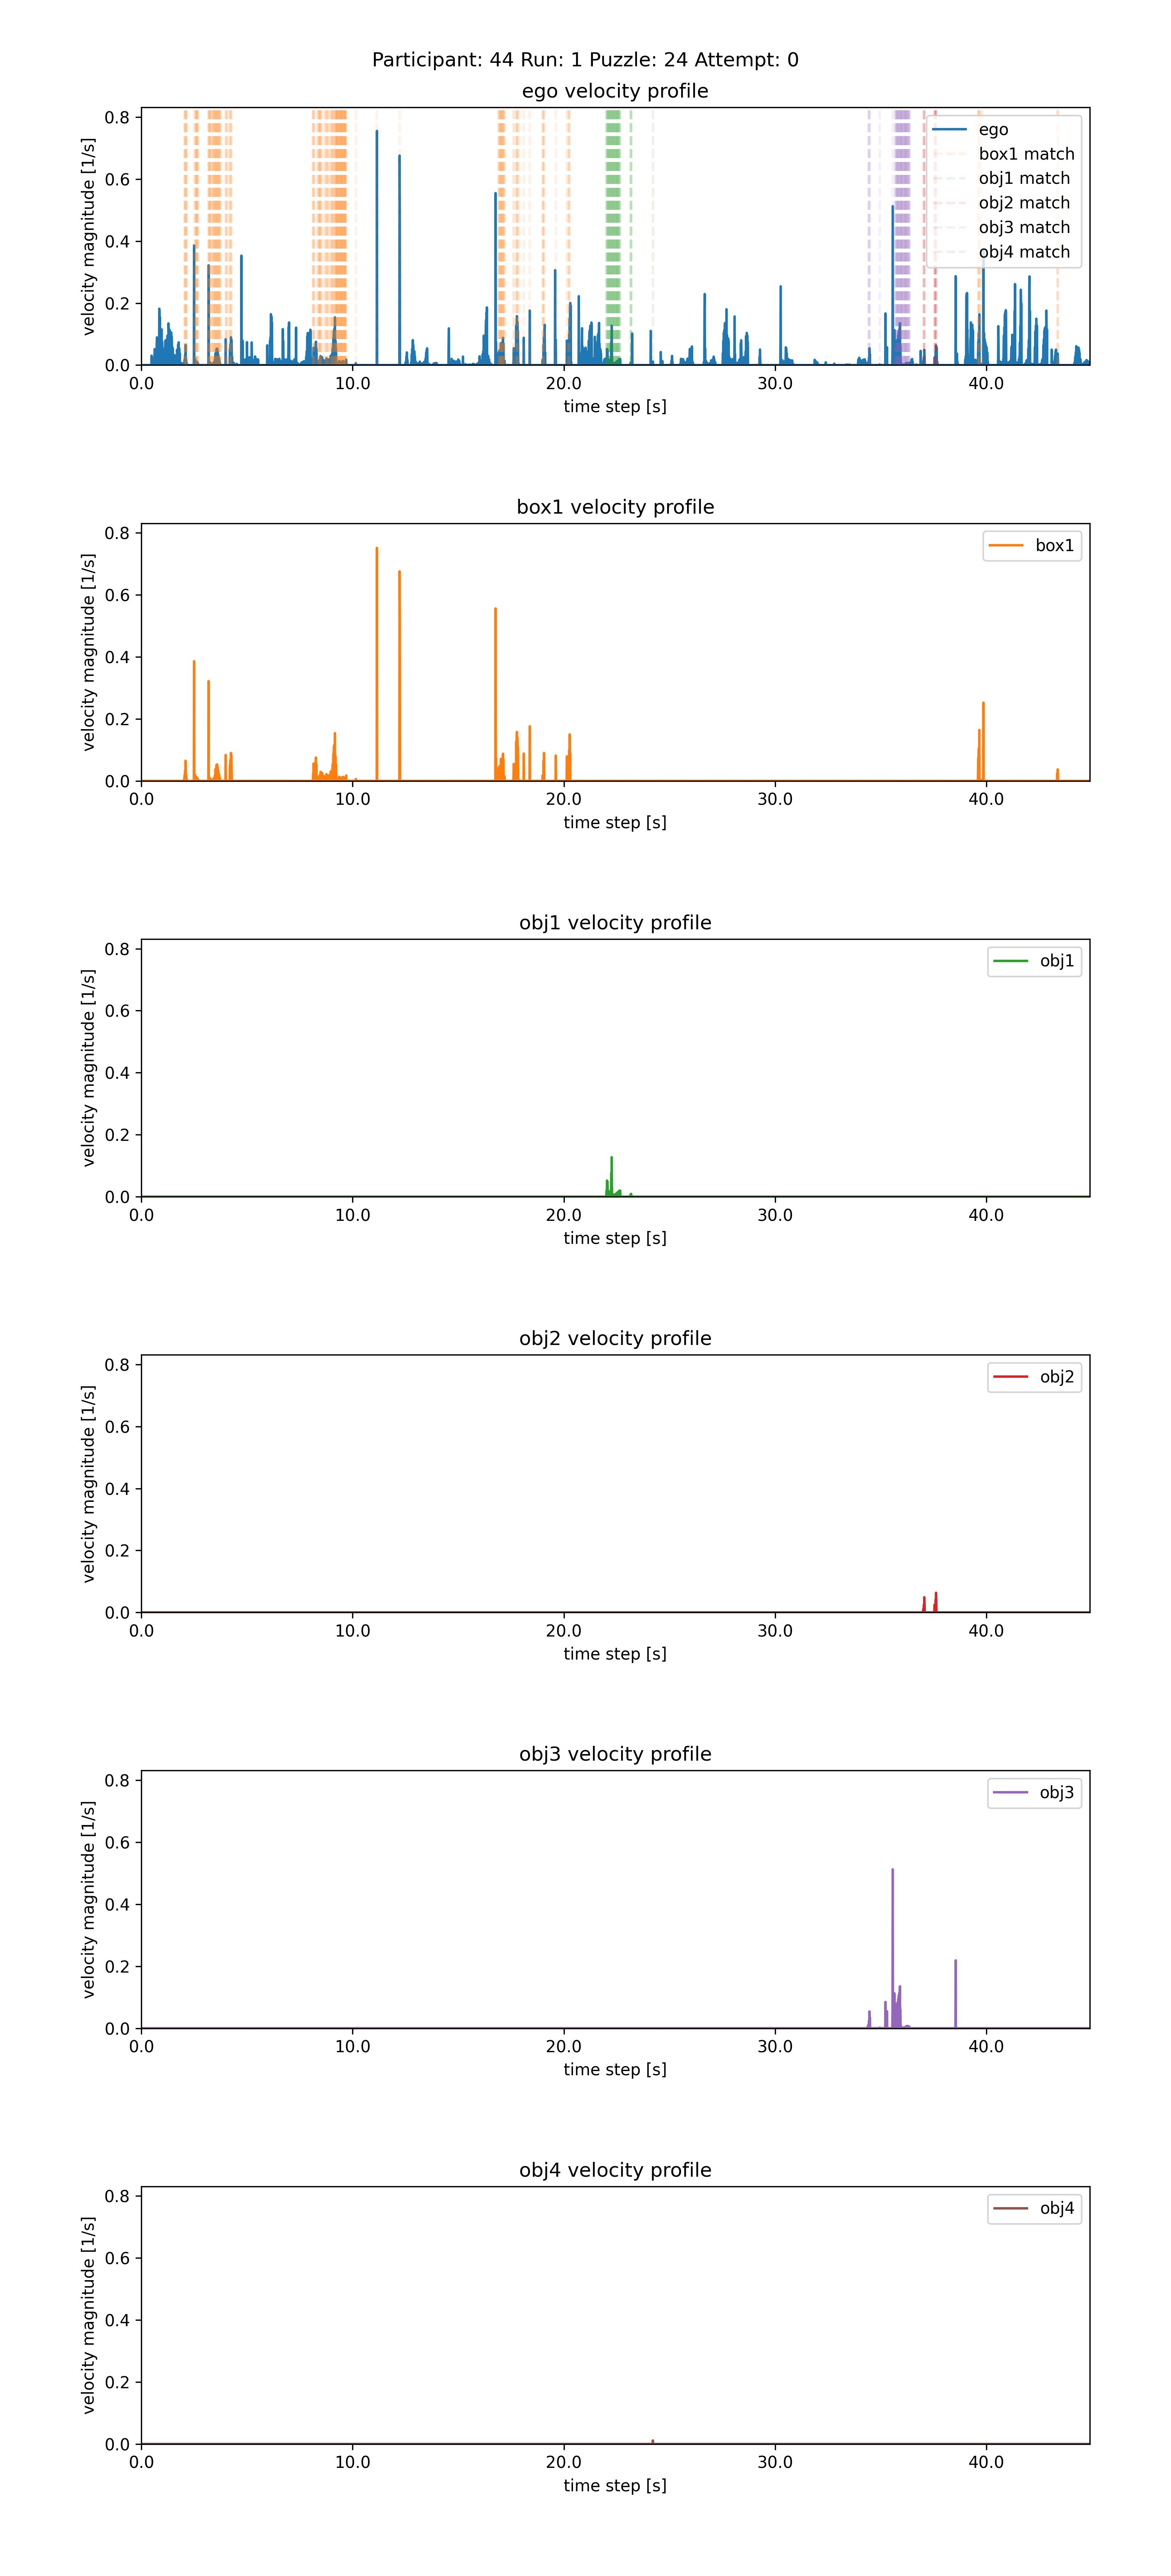 Participant: 44 Run: 1 Puzzle: 24 Attempt: 0
ego velocity profile
velocity magnitude [1/s]
0.8
0.6
0.4
0.2
0.0
ego
box1 match
obj1 match
obj2 match
obj3 match
obj4 match
0.0 10.0 20.0 30.0 40.0
time step [s]
box1 velocity profile
velocity magnitude [1/s]
0.8
0.6
0.4
0.2
0.0
box1
0.0 10.0 20.0 30.0 40.0
time step [s]
obj1 velocity profile
velocity magnitude [1/s]
0.8
0.6
0.4
0.2
0.0
obj1
0.0 10.0 20.0 30.0 40.0
time step [s]
obj2 velocity profile
velocity magnitude [1/s]
0.8
0.6
0.4
0.2
0.0
obj2
0.0 10.0 20.0 30.0 40.0
time step [s]
obj3 velocity profile
velocity magnitude [1/s]
0.8
0.6
0.4
0.2
0.0
obj3
0.0 10.0 20.0 30.0 40.0
time step [s]
obj4 velocity profile
velocity magnitude [1/s]
0.8
0.6
0.4
0.2
0.0
obj4
0.0 10.0 20.0 30.0 40.0
time step [s]